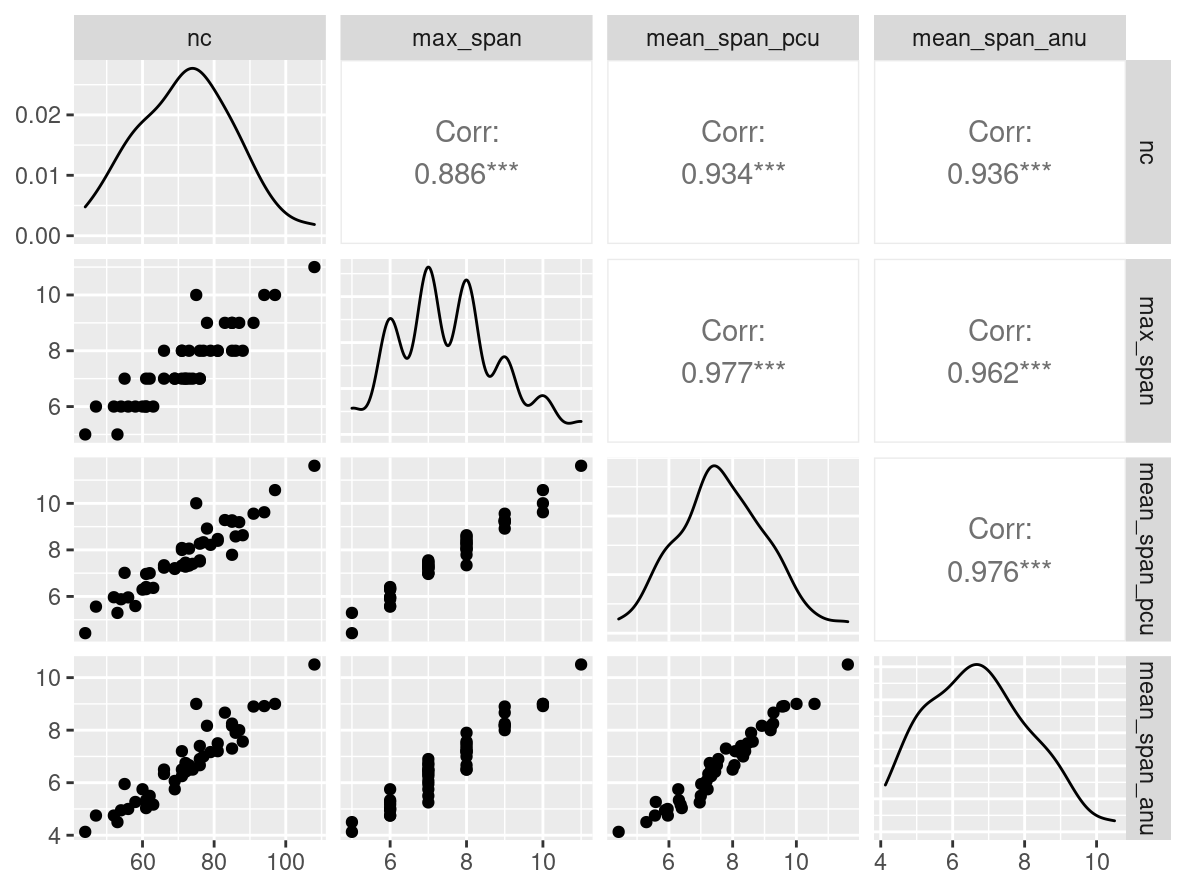 nc max_span mean_span_pcu mean_span_anu
0.02
0.01
0.00
Corr:
0.886***
Corr:
0.934***
Corr:
0.936***
nc
10
8
6
Corr:
0.977***
Corr:
0.962***
max_span
10
8
6
Corr:
0.976***
mean_span_pcu
10
8
6
4
mean_span_anu
60 80 100 6 8 10 6 8 10 4 6 8 10